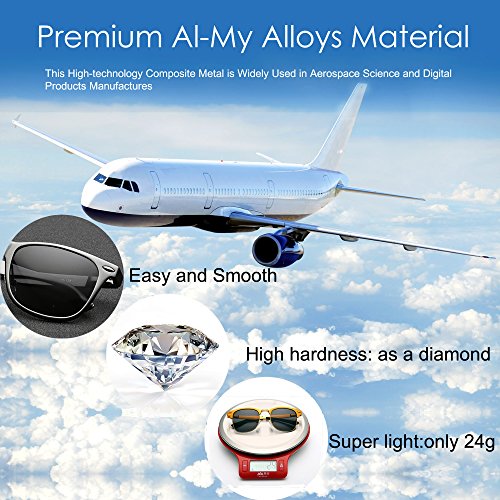 Premium Al-My Alloys Material
This High-technology Composite Metal is Widely Used in Aerospace Science and Digital
Products Manufactures
Easy and Smooth
High hardness: as a diamond
Super light:only 24g